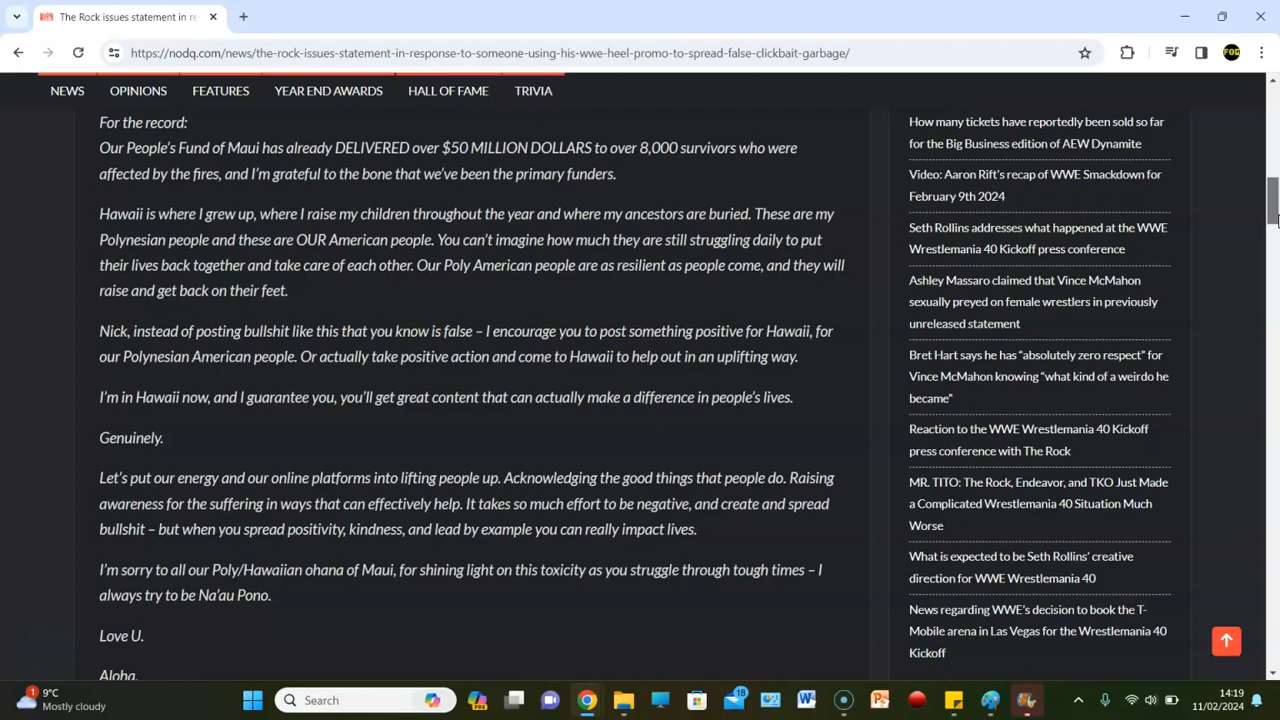 The Rock issues statement in re
https://nodq.com/news/the-rock-issues-statement-in-response-to-someone-using-his-wwe-heel-promo-to-spread-false-clickbait-garbage/
NEWS OPINIONS FEATURES YEAR END AWARDS HALL OF FAME TRIVIA
For the record:
Our People's Fund of Maui has already DELIVERED over $50 MILLION DOLLARS to over 8,000 survivors who were
affected by the fires, and I'm grateful to the bone that we've been the primary funders.
Hawaii is where I grew up, where I raise my children throughout the year and where my ancestors are buried. These are my
Polynesian people and these are OUR American people. You can't imagine how much they are still struggling daily to put
their lives back together and take care of each other. Our Poly American people are as resilient as people come, and they will
raise and get back on their feet.
Nick, instead of posting bullshit like this that you know is false – I encourage you to post something positive for Hawaii, for
our Polynesian American people. Or actually take positive action and come to Hawaii to help out in an uplifting way.
I'm in Hawaii now, and I guarantee you, you'll get great content that can actually make a difference in people's lives.
Genuinely.
Let's put our energy and our online platforms into lifting people up. Acknowledging the good things that people do. Raising
awareness for the suffering in ways that can effectively help. It takes so much effort to be negative, and create and spread
bullshit – but when you spread positivity, kindness, and lead by example you can really impact lives.
I'm sorry to all our Poly/Hawaiian ohana of Maui, for shining light on this toxicity as you struggle through tough times – I
always try to be Na'au Pono.
Love U.
Aloha,
How many tickets have reportedly been sold so far
for the Big Business edition of AEW Dynamite
Video: Aaron Rift's recap of WWE Smackdown for
February 9th 2024
Seth Rollins addresses what happened at the WWE
Wrestlemania 40 Kickoff press conference
Ashley Massaro claimed that Vince McMahon
sexually preyed on female wrestlers in previously
unreleased statement
Bret Hart says he has "absolutely zero respect" for
Vince McMahon knowing "what kind of a weirdo he
became"
Reaction to the WWE Wrestlemania 40 Kickoff
press conference with The Rock
MR. TITO: The Rock, Endeavor, and TKO Just Made
a Complicated Wrestlemania 40 Situation Much
Worse
What is expected to be Seth Rollins' creative
direction for WWE Wrestlemania 40
News regarding WWE's decision to book the T-
Mobile arena in Las Vegas for the Wrestlemania 40
Kickoff
1
9°C
Mostly cloudy
Search
18
14:19
11/02/2024